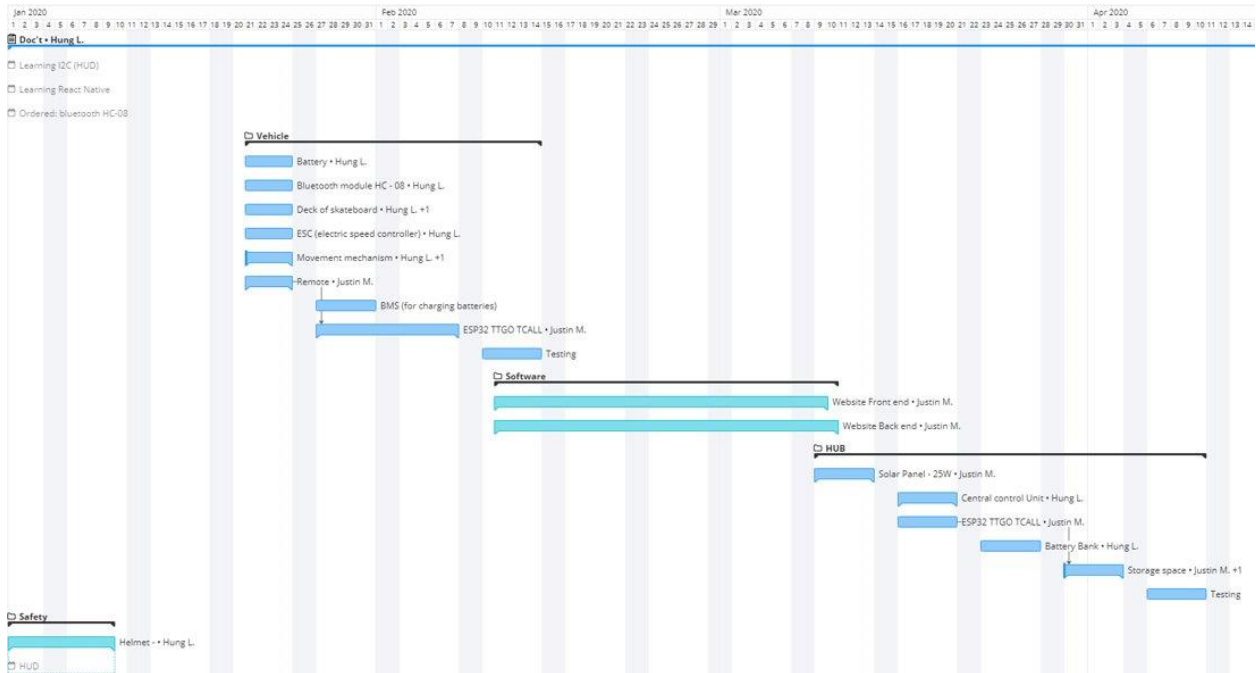 Jan 2020 Feb 2020 Mar 2020 Apr 2020
1 2 3 4 5 6 7 8 9 10 11 12 13 14 15 16 17 18 19 20 21 22 23 24 25 26 27 28 29 30 31 1 2 3 4 5 6 7 8 9 10 11 12 13 14 15 16 17 18 19 20 21 22 23 24 25 26 27 28 29 1 2 3 4 5 6 7 8 9 10 11 12 13 14 15 16 17 18 19 20 21 22 23 24 25 26 27 28 29 30 31 1 2 3 4 5 6 7 8 9 10 11 12 13 14
Doc't • Hung L.
Learning I2C (HUD)
Learning React Native
Ordered: bluetooth HC-08
Vehicle
Battery • Hung L.
Bluetooth module HC - 08 • Hung L.
Deck of skateboard • Hung L. +1
ESC (electric speed controller) • Hung L.
Movement mechanism • Hung L. +1
Remote • Justin M.
BMS (for charging batteries)
ESP32 TTGO TCALL • Justin M.
Testing
Software
Website Front end • Justin M.
Website Back end • Justin M.
HUB
Solar Panel - 25W • Justin M.
Central control Unit • Hung L.
ESP32 TTGO TCALL • Justin M.
Battery Bank • Hung L.
Storage space • Justin M. +1
Testing
Safety
Helmet - • Hung L.
HUD